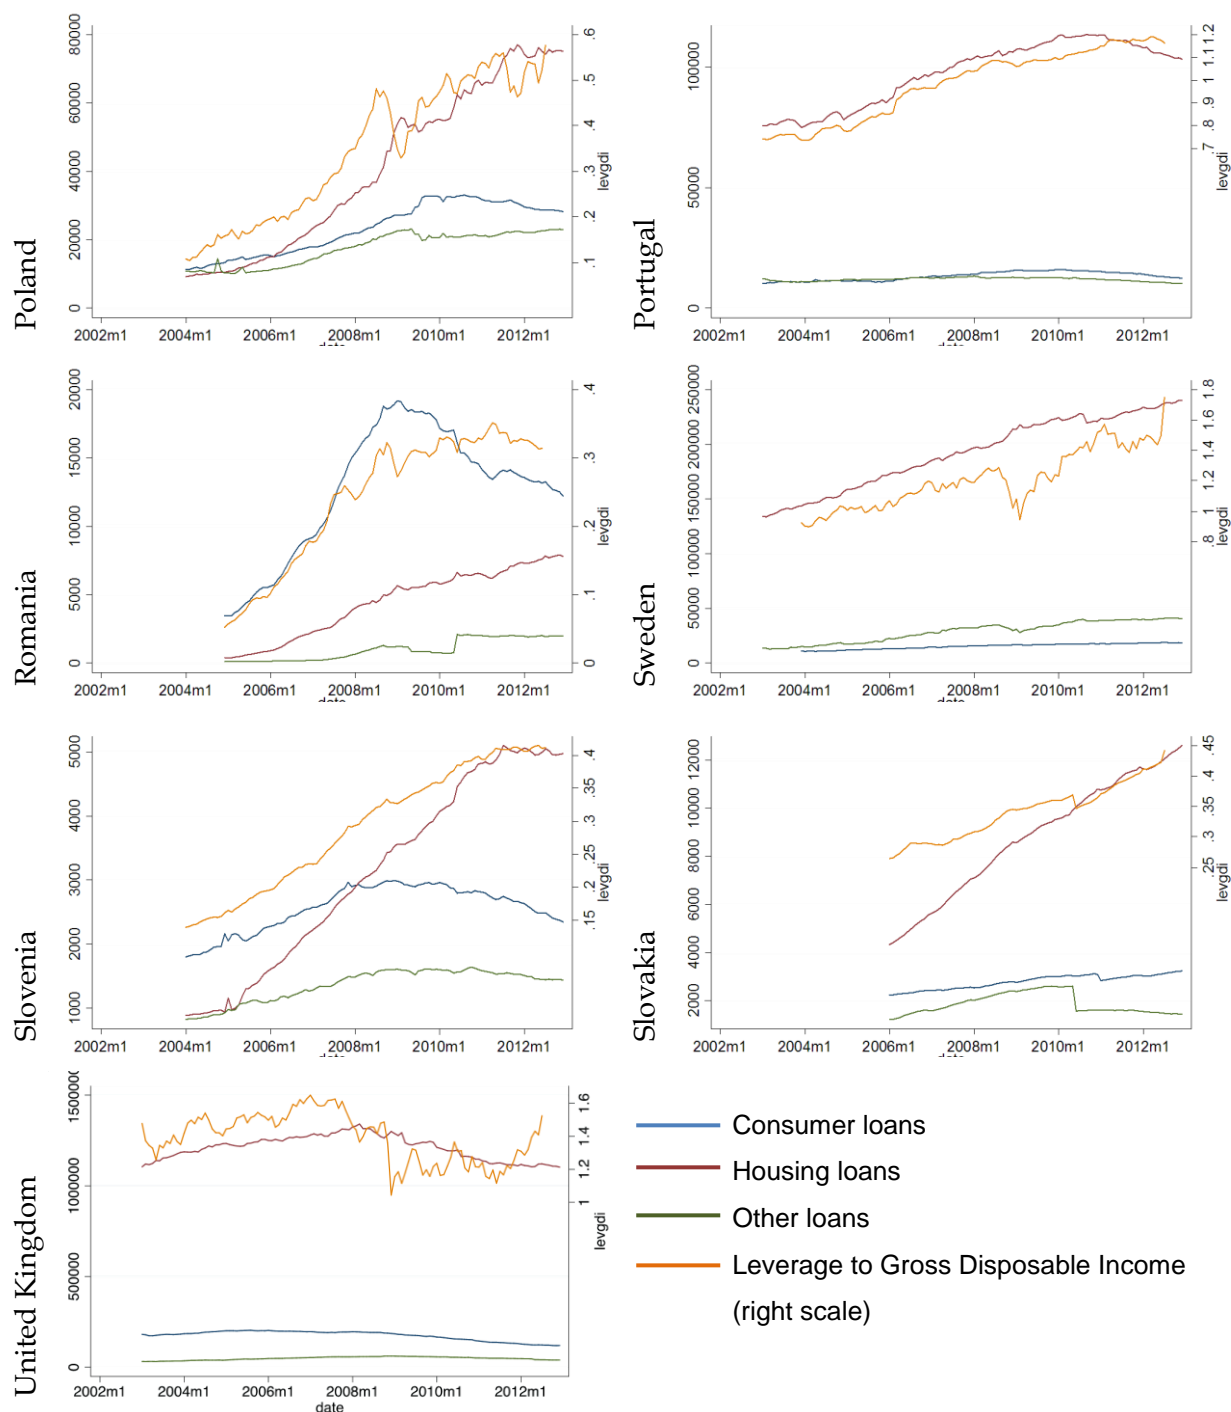 Poland
0 20000 40000 60000 80000
.1 .2 .3 .4 .5 .6
levgdi
2002m1 2004m1 2006m1 2008m1 2010m1 2012m1
date
Portugal
0 50000 100000
.7 .8 .9 1 1.1 1.2
levgdi
2002m1 2004m1 2006m1 2008m1 2010m1 2012m1
date
Romania
0 5000 10000 15000 20000
0 .1 .2 .3 .4
levgdi
2002m1 2004m1 2006m1 2008m1 2010m1 2012m1
date
Sweden
0 50000 100000 150000 200000 250000
.8 1 1.2 1.4 1.6 1.8
levgdi
2002m1 2004m1 2006m1 2008m1 2010m1 2012m1
date
Slovenia
1000 2000 3000 4000 5000
.15 .2 .25 .3 .35 .4
levgdi
2002m1 2004m1 2006m1 2008m1 2010m1 2012m1
date
Slovakia
2000 4000 6000 8000 10000 12000
.25 .3 .35 .4 .45
levgdi
2002m1 2004m1 2006m1 2008m1 2010m1 2012m1
date
United Kingdom
0 500000 1000000 1500000
1 1.2 1.4 1.6
levgdi
2002m1 2004m1 2006m1 2008m1 2010m1 2012m1
date
Consumer loans
Housing loans
Other loans
Leverage to Gross Disposable Income
(right scale)